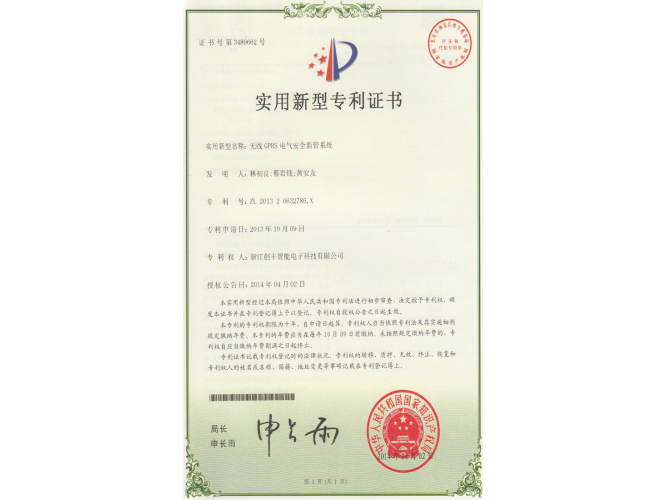 证书号第3489662号
实用新型专利证书
实用新型名称：无线GPRS电气安全监管系统
发 明 人：林初良;蔡岩钱;黄安友
专 利 号：ZL 2013 2 0632786.X
专利申请日：2013年10月09日
专 利 权 人：浙江创丰智能电子科技有限公司
授权公告日：2014年04月02日
本实用新型经过本局依照中华人民共和国专利法进行初步审查，决定授予专利权，颁
发本证书并在专利登记簿上予以登记。专利权自授权公告之日起生效。
本专利的专利权期限为十年，自申请日起算。专利权人应当依照专利法及其实施细则
规定缴纳年费。本专利的年费应当在每年10月09日前缴纳。未按照规定缴纳年费的，专
利权自应当缴纳年费期满之日起终止。
专利证书记载专利权登记时的法律状况。专利权的转移、质押、无效、终止、恢复和
专利权人的姓名或名称、国籍、地址变更等事项记载在专利登记簿上。
局长
申长雨
申长雨
中华人民共和国国家知识产权局
第1页(共1页)